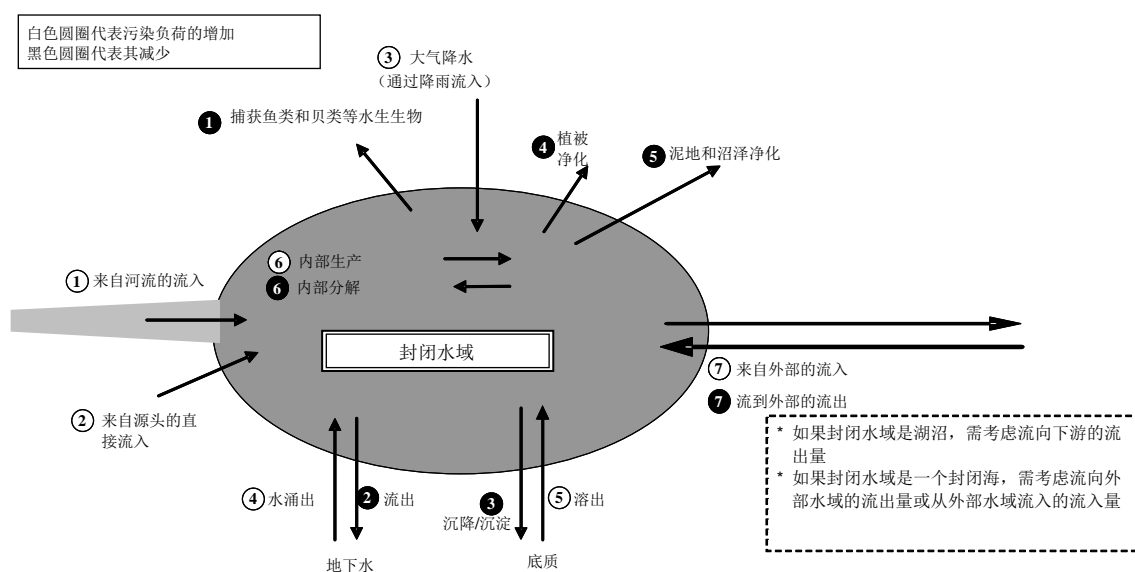 白色圆圈代表污染负荷的增加
黑色圆圈代表其减少
③ 大气降水
（通过降雨流入）
❶ 捕获鱼类和贝类等水生生物
❹ 植被
净化
❺ 泥地和沼泽净化
⑥ 内部生产
❻ 内部分解
① 来自河流的流入
封闭水域
② 来自源头的直
接流入
⑦ 来自外部的流入
❼ 流到外部的流出
* 如果封闭水域是湖沼，需考虑流向下游的流
出量
* 如果封闭水域是一个封闭海，需考虑流向外
部水域的流出量或从外部水域流入的流入量
④ 水涌出
❷ 流出
❸
沉降/沉淀
⑤ 溶出
地下水
底质